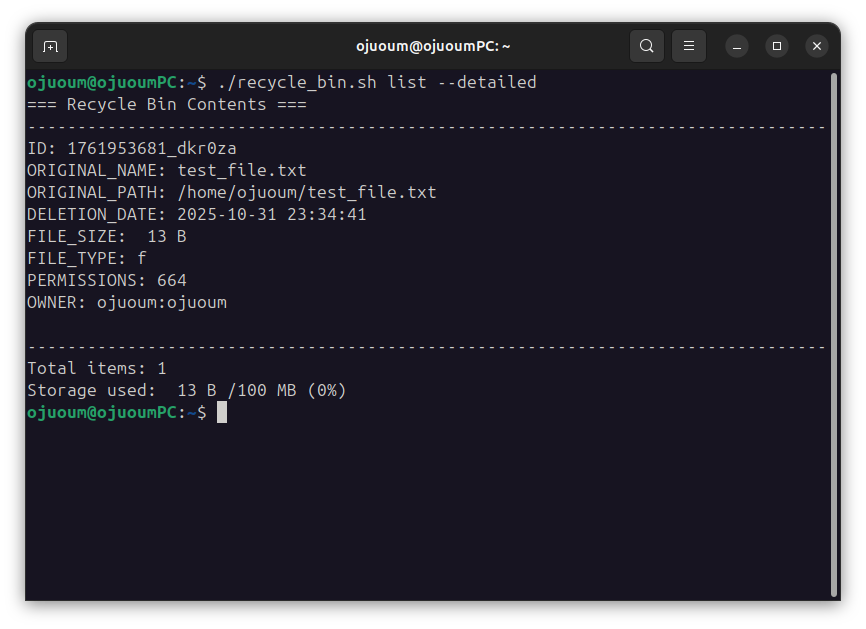 ojuoum@ojuoumPC: ~
ojuoum@ojuoumPC:~$ ./recycle_bin.sh list --detailed
=== Recycle Bin Contents ===
--------------------------------------------------------------------------------
ID: 1761953681_dkr0za
ORIGINAL_NAME: test_file.txt
ORIGINAL_PATH: /home/ojuoum/test_file.txt
DELETION_DATE: 2025-10-31 23:34:41
FILE_SIZE:  13 B
FILE_TYPE: f
PERMISSIONS: 664
OWNER: ojuoum:ojuoum
--------------------------------------------------------------------------------
Total items: 1
Storage used:  13 B /100 MB (0%)
ojuoum@ojuoumPC:~$